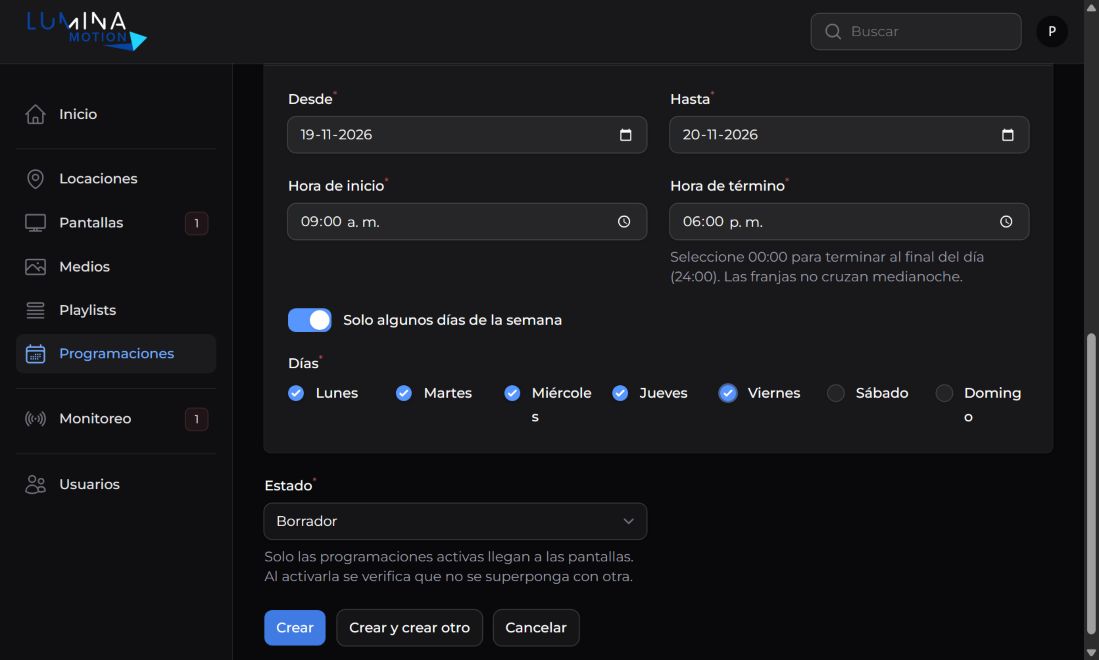 LUMINA
MOTION
Buscar
P
Inicio
Locaciones
Pantallas 1
Medios
Playlists
Programaciones
Monitoreo 1
Usuarios
Desde* Hasta*
19-11-2026 20-11-2026
Hora de inicio* Hora de término*
09:00 a. m. 06:00 p. m.
Seleccione 00:00 para terminar al final del día
(24:00). Las franjas no cruzan medianoche.
Solo algunos días de la semana
Días*
Lunes Martes Miércole Jueves Viernes Sábado Doming
s o
Estado*
Borrador
Solo las programaciones activas llegan a las pantallas.
Al activarla se verifica que no se superponga con otra.
Crear Crear y crear otro Cancelar